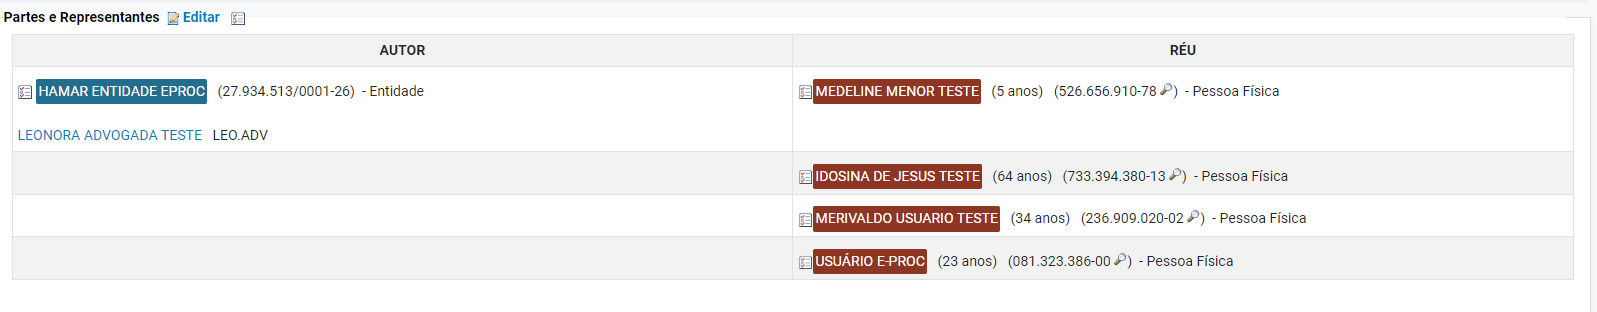 Partes e Representantes Editar
AUTOR RÉU
HAMAR ENTIDADE EPROC (27.934.513/0001-26) - Entidade MEDELINE MENOR TESTE (5 anos) (526.656.910-78) - Pessoa Física
LEONORA ADVOGADA TESTE LEO.ADV
IDOSINA DE JESUS TESTE (64 anos) (733.394.380-13) - Pessoa Física
MERIVALDO USUARIO TESTE (34 anos) (236.909.020-02) - Pessoa Física
USUÁRIO E-PROC (23 anos) (081.323.386-00) - Pessoa Física